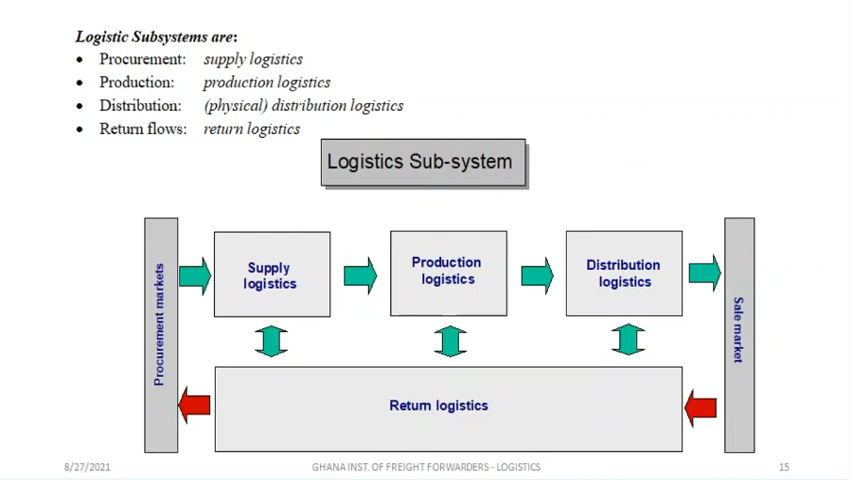 Logistic Subsystems are:
• Procurement: supply logistics
• Production: production logistics
• Distribution: (physical) distribution logistics
• Return flows: return logistics
Logistics Sub-system
Procurement markets
Supply
logistics
Production
logistics
Distribution
logistics
Sale market
Return logistics
8/27/2021
GHANA INST. OF FREIGHT FORWARDERS - LOGISTICS
15